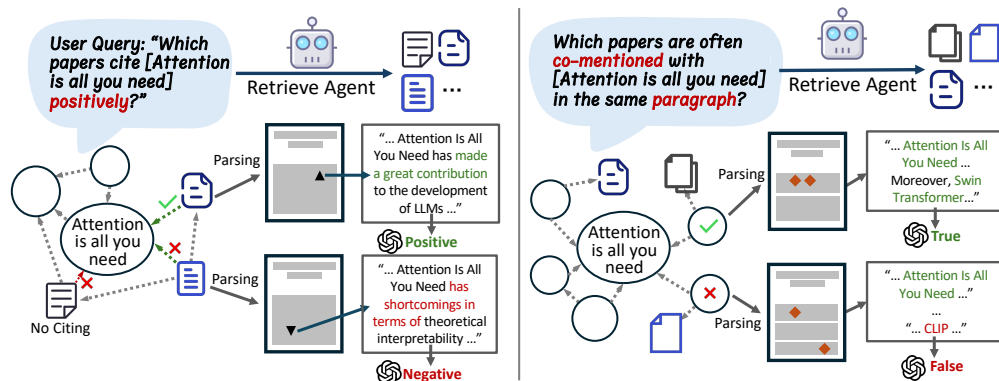 User Query: “Which
papers cite [Attention
is all you need]
positively?”
Retrieve Agent
...
Parsing
“... Attention Is All
You Need has made
a great contribution
to the development
of LLMs ...”
Positive
Attention
is all you
need
No Citing
Parsing
“... Attention Is All
You Need has
shortcomings in
terms of theoretical
interpretability ...”
Negative
Which papers are often
co-mentioned with
[Attention is all you need]
in the same paragraph?
Retrieve Agent
...
Parsing
“... Attention Is All
You Need ...
Moreover, Swin
Transformer...”
True
Attention
is all you
need
Parsing
“... Attention Is All
You Need ...”
...
“... CLIP ...”
False